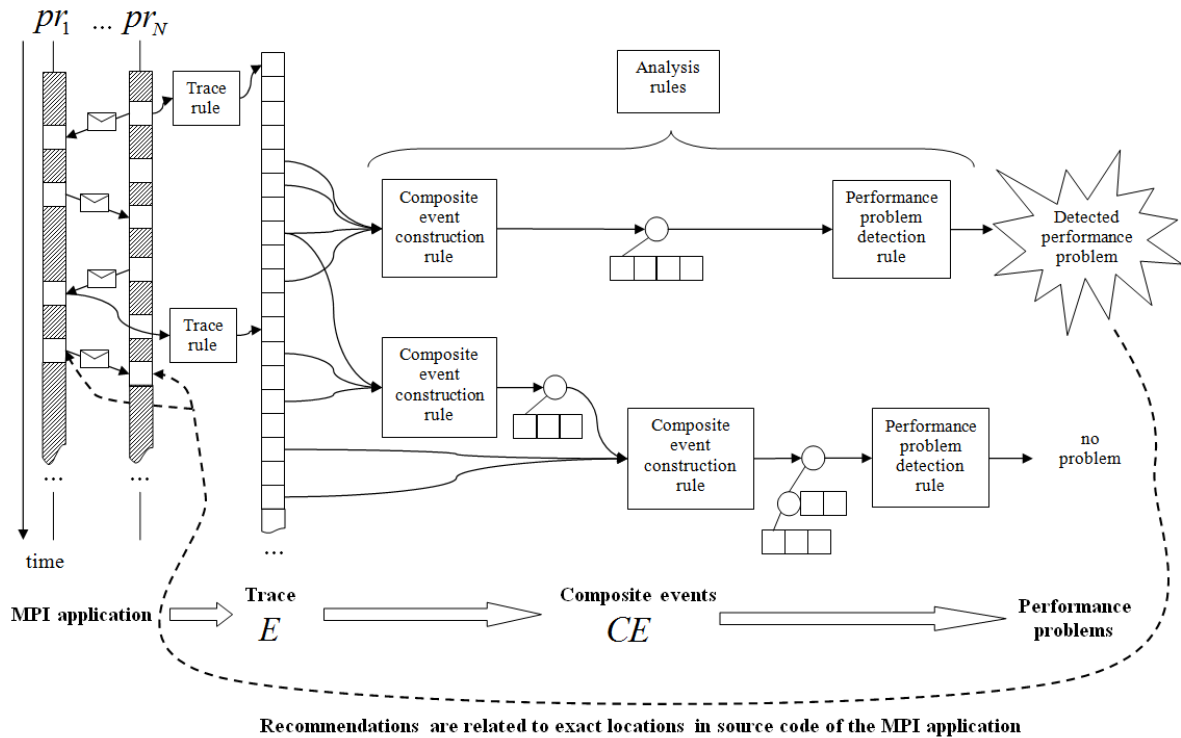 pr1 ... prN
Trace
rule
Analysis
rules
Composite
event
construction
rule
Performance
problem
detection
rule
Detected
performance
problem
Trace
rule
Composite
event
construction
rule
Composite
event
construction
rule
Performance
problem
detection
rule
no
problem
...
...
...
time
MPI application
Trace
E
Composite events
CE
Performance
problems
Recommendations are related to exact locations in source code of the MPI application